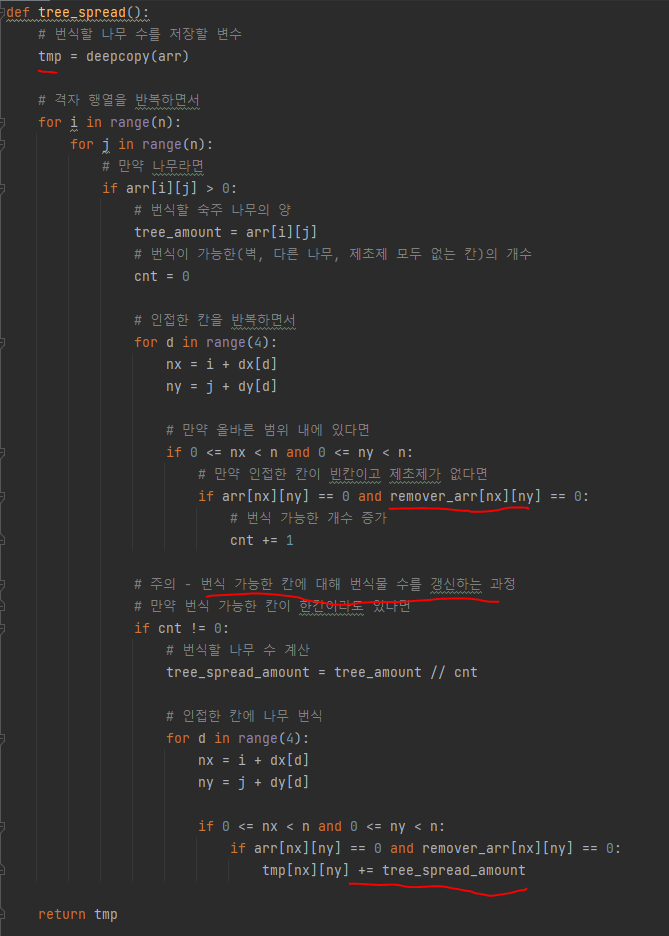 def tree_spread():
    # 번식할 나무 수를 저장할 변수
    tmp = deepcopy(arr)
    # 격자 행열을 반복하면서
    for i in range(n):
        for j in range(n):
            # 만약 나무라면
            if arr[i][j] > 0:
                # 번식할 숙주 나무의 양
                tree_amount = arr[i][j]
                # 번식이 가능한(벽, 다른 나무, 제초제 모두 없는 칸)의 개수
                cnt = 0
                # 인접한 칸을 반복하면서
                for d in range(4):
                    nx = i + dx[d]
                    ny = j + dy[d]
                    # 만약 올바른 범위 내에 있다면
                    if 0 <= nx < n and 0 <= ny < n:
                        # 만약 인접한 칸이 빈칸이고 제초제가 없다면
                        if arr[nx][ny] == 0 and remover_arr[nx][ny] == 0:
                            # 번식 가능한 개수 증가
                            cnt += 1
                # 주의 - 번식 가능한 칸에 대해 번식물 수를 갱신하는 과정
                # 만약 번식 가능한 칸이 한칸이라도 있다면
                if cnt != 0:
                    # 번식할 나무 수 계산
                    tree_spread_amount = tree_amount // cnt
                    # 인접한 칸에 나무 번식
                    for d in range(4):
                        nx = i + dx[d]
                        ny = j + dy[d]
                        if 0 <= nx < n and 0 <= ny < n:
                            if arr[nx][ny] == 0 and remover_arr[nx][ny] == 0:
                                tmp[nx][ny] += tree_spread_amount
    return tmp